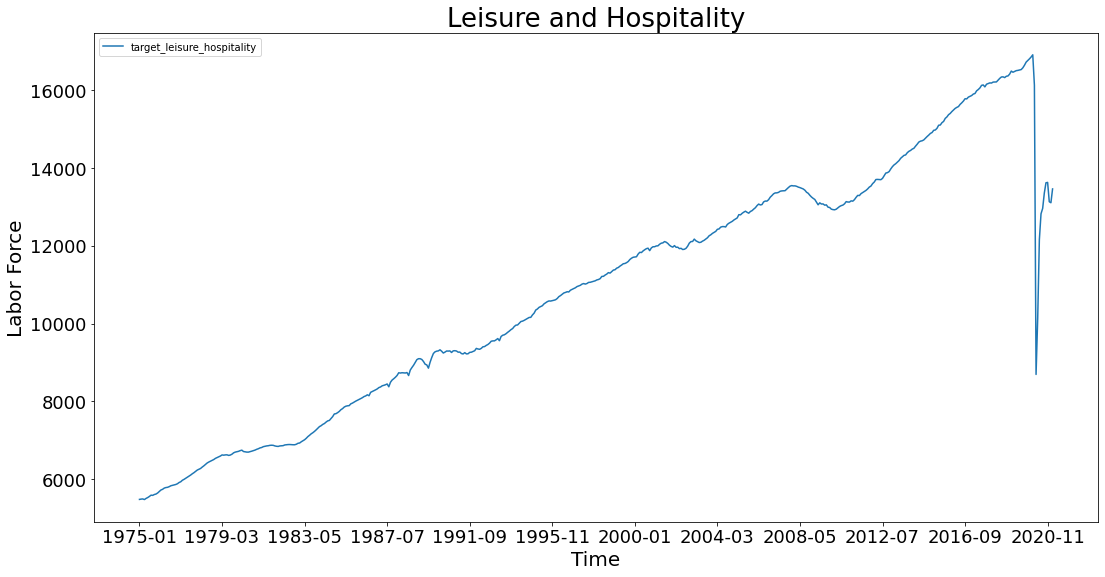 Leisure and Hospitality
target_leisure_hospitality
Labor Force
16000
14000
12000
10000
8000
6000
1975-01 1979-03 1983-05 1987-07 1991-09 1995-11 2000-01 2004-03 2008-05 2012-07 2016-09 2020-11
Time